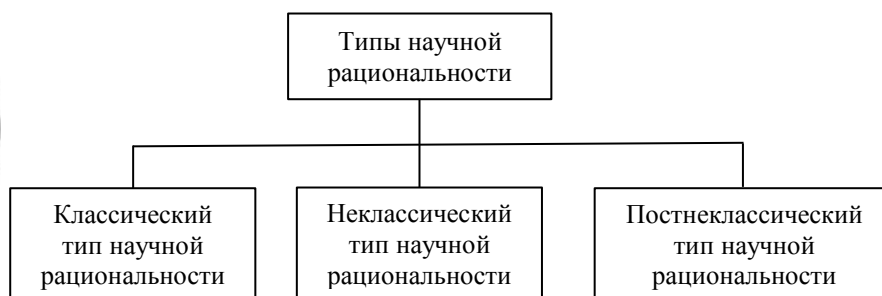 Типы научной
рациональности
Классический
тип научной
рациональности
Неклассический
тип научной
рациональности
Постнеклассический
тип научной
рациональности